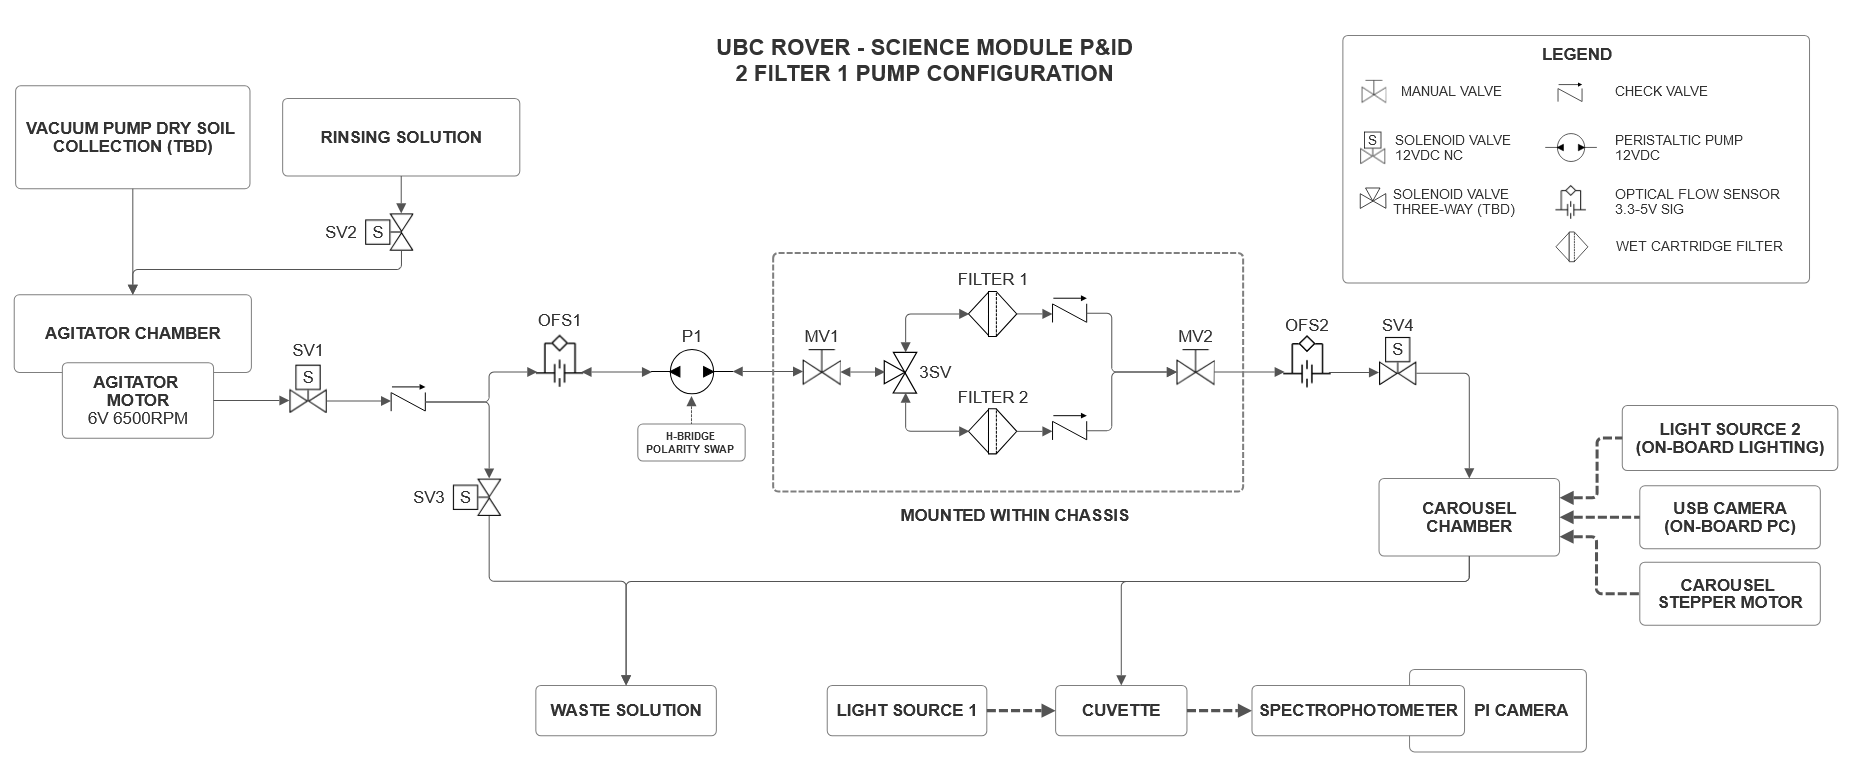 UBC ROVER - SCIENCE MODULE P&ID
2 FILTER 1 PUMP CONFIGURATION
LEGEND
MANUAL VALVE
CHECK VALVE
S
SOLENOID VALVE
12VDC NC
PERISTALTIC PUMP
12VDC
SOLENOID VALVE
THREE-WAY (TBD)
OPTICAL FLOW SENSOR
3.3-5V SIG
WET CARTRIDGE FILTER
VACUUM PUMP DRY SOIL
COLLECTION (TBD)
RINSING SOLUTION
SV2
S
AGITATOR CHAMBER
AGITATOR
MOTOR
6V 6500RPM
SV1
S
OFS1
P1
H-BRIDGE
POLARITY SWAP
MV1
3SV
FILTER 1
FILTER 2
MV2
MOUNTED WITHIN CHASSIS
OFS2
SV4
S
SV3
S
CAROUSEL
CHAMBER
LIGHT SOURCE 2
(ON-BOARD LIGHTING)
USB CAMERA
(ON-BOARD PC)
CAROUSEL
STEPPER MOTOR
WASTE SOLUTION
LIGHT SOURCE 1
CUVETTE
SPECTROPHOTOMETER
PI CAMERA